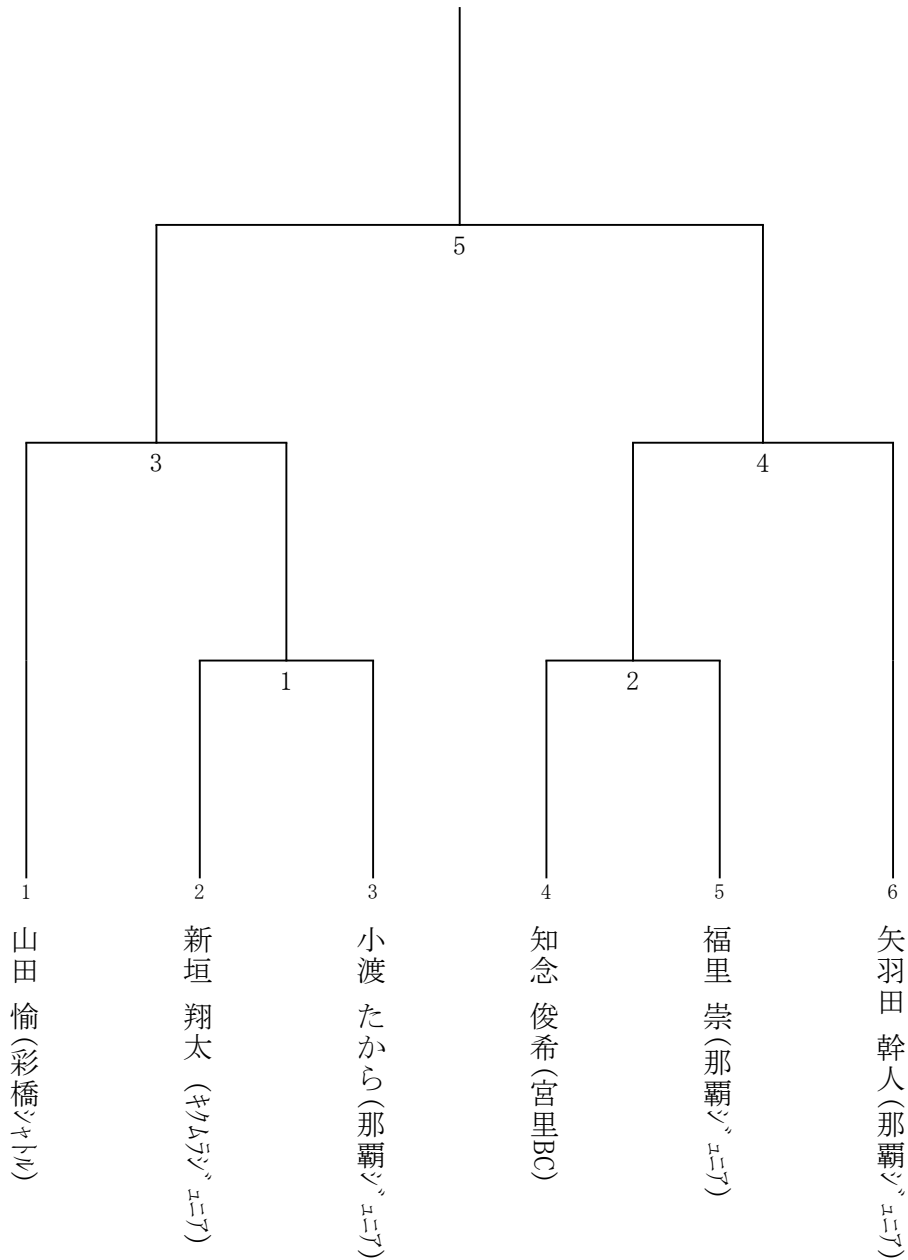 5
3
4
1
2
1
2
3
4
5
6
山田 愉(彩橋ｼｬﾄﾙ)
新垣 翔太 (ｷｸﾑﾗｼﾞｭﾆｱ)
小渡 たから(那覇ｼﾞｭﾆｱ)
知念 俊希(宮里BC)
福里 崇(那覇ｼﾞｭﾆｱ)
矢羽田 幹人(那覇ｼﾞｭﾆｱ)